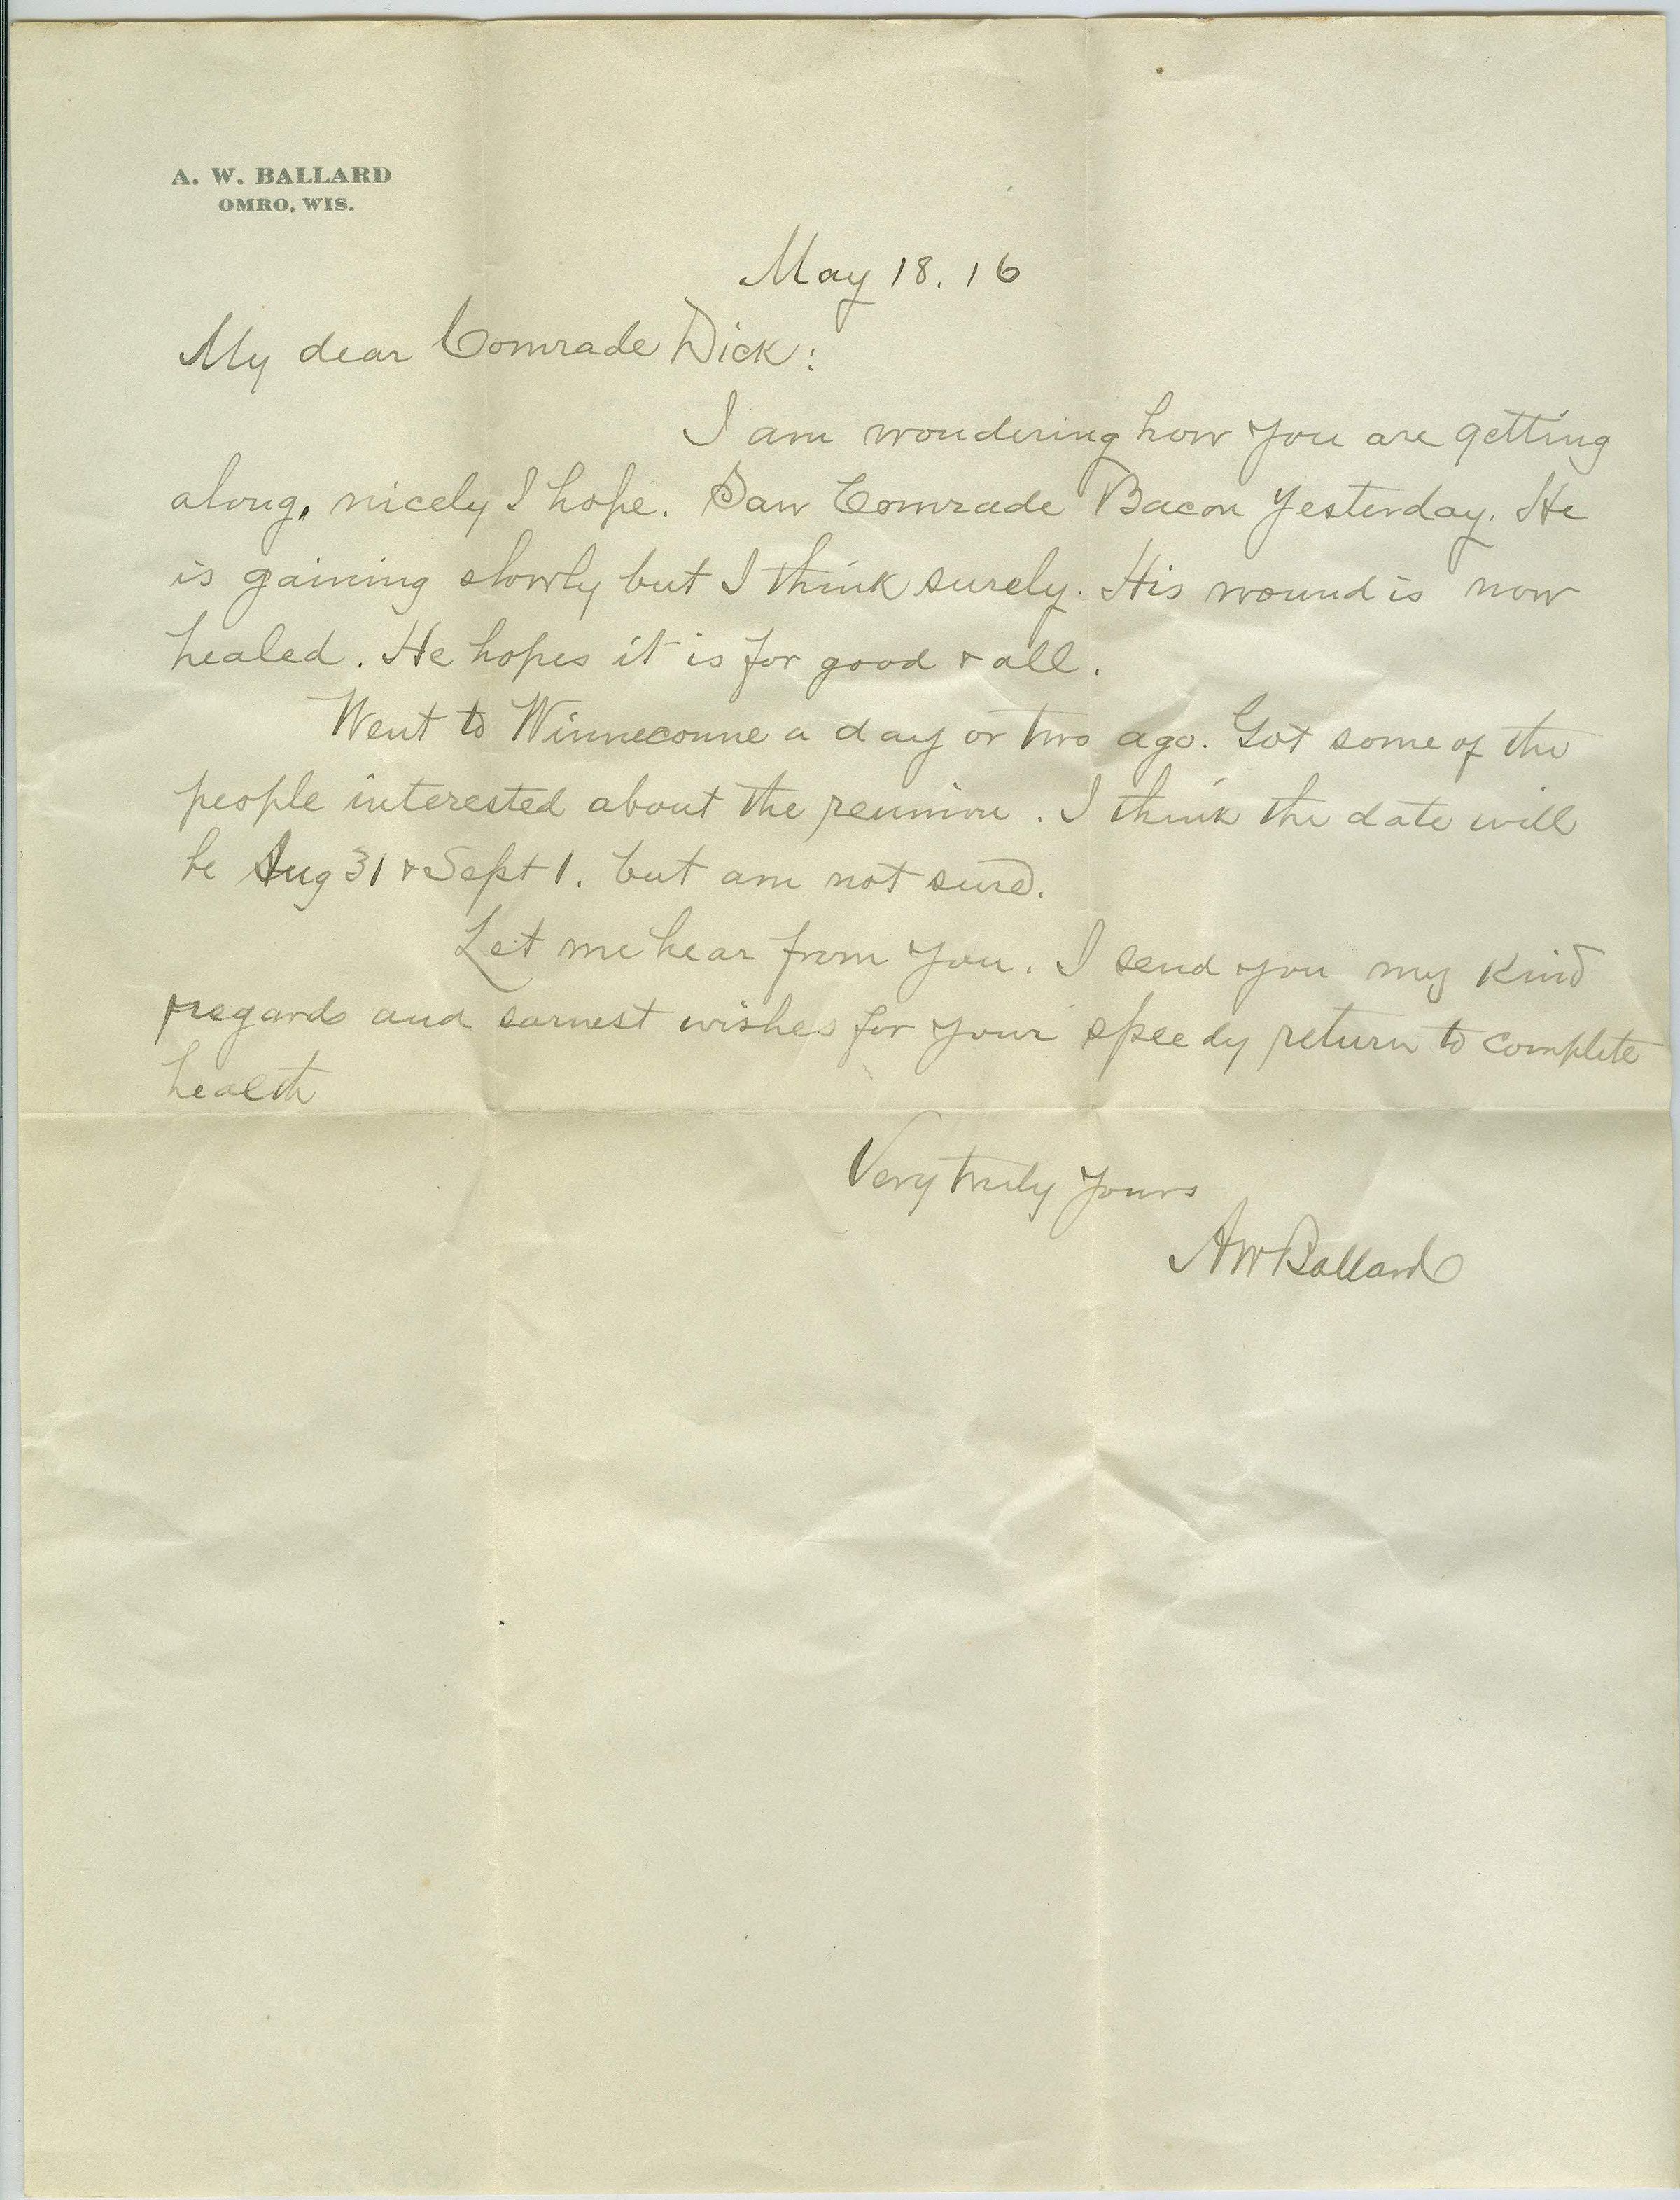 A. W. BALLARD
OMRO, WIS.
May 18. 16
My dear Comrade Dick:
I am wondering how you are getting
along, nicely I hope. Saw Comrade Bacon yesterday. He
is gaining slowly but I think surely. His wound is now
healed. He hopes it is for good & all.
Went to Winneconne a day or two ago. Got some of the
people interested about the reunion. I think the date will
be Aug 31 & Sept 1. but am not sure.
Let me hear from you. I send you my kind
regards and earnest wishes for your speedy return to complete
health
Very truly yours
AW Ballard